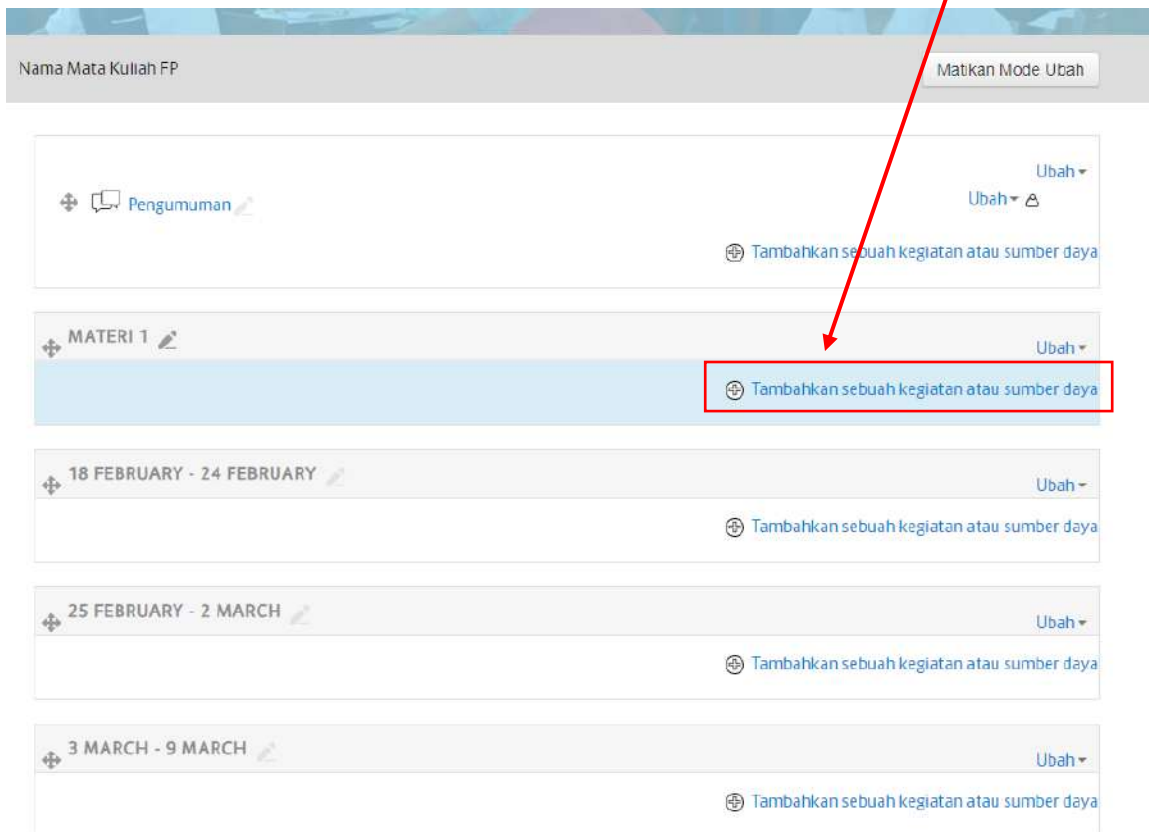 Nama Mata Kuliah FP
Matikan Mode Ubah
Ubah
Pengumuman
Ubah
Tambahkan sebuah kegiatan atau sumber daya
MATERI 1
Ubah
Tambahkan sebuah kegiatan atau sumber daya
18 FEBRUARY - 24 FEBRUARY
Ubah
Tambahkan sebuah kegiatan atau sumber daya
25 FEBRUARY - 2 MARCH
Ubah
Tambahkan sebuah kegiatan atau sumber daya
3 MARCH - 9 MARCH
Ubah
Tambahkan sebuah kegiatan atau sumber daya